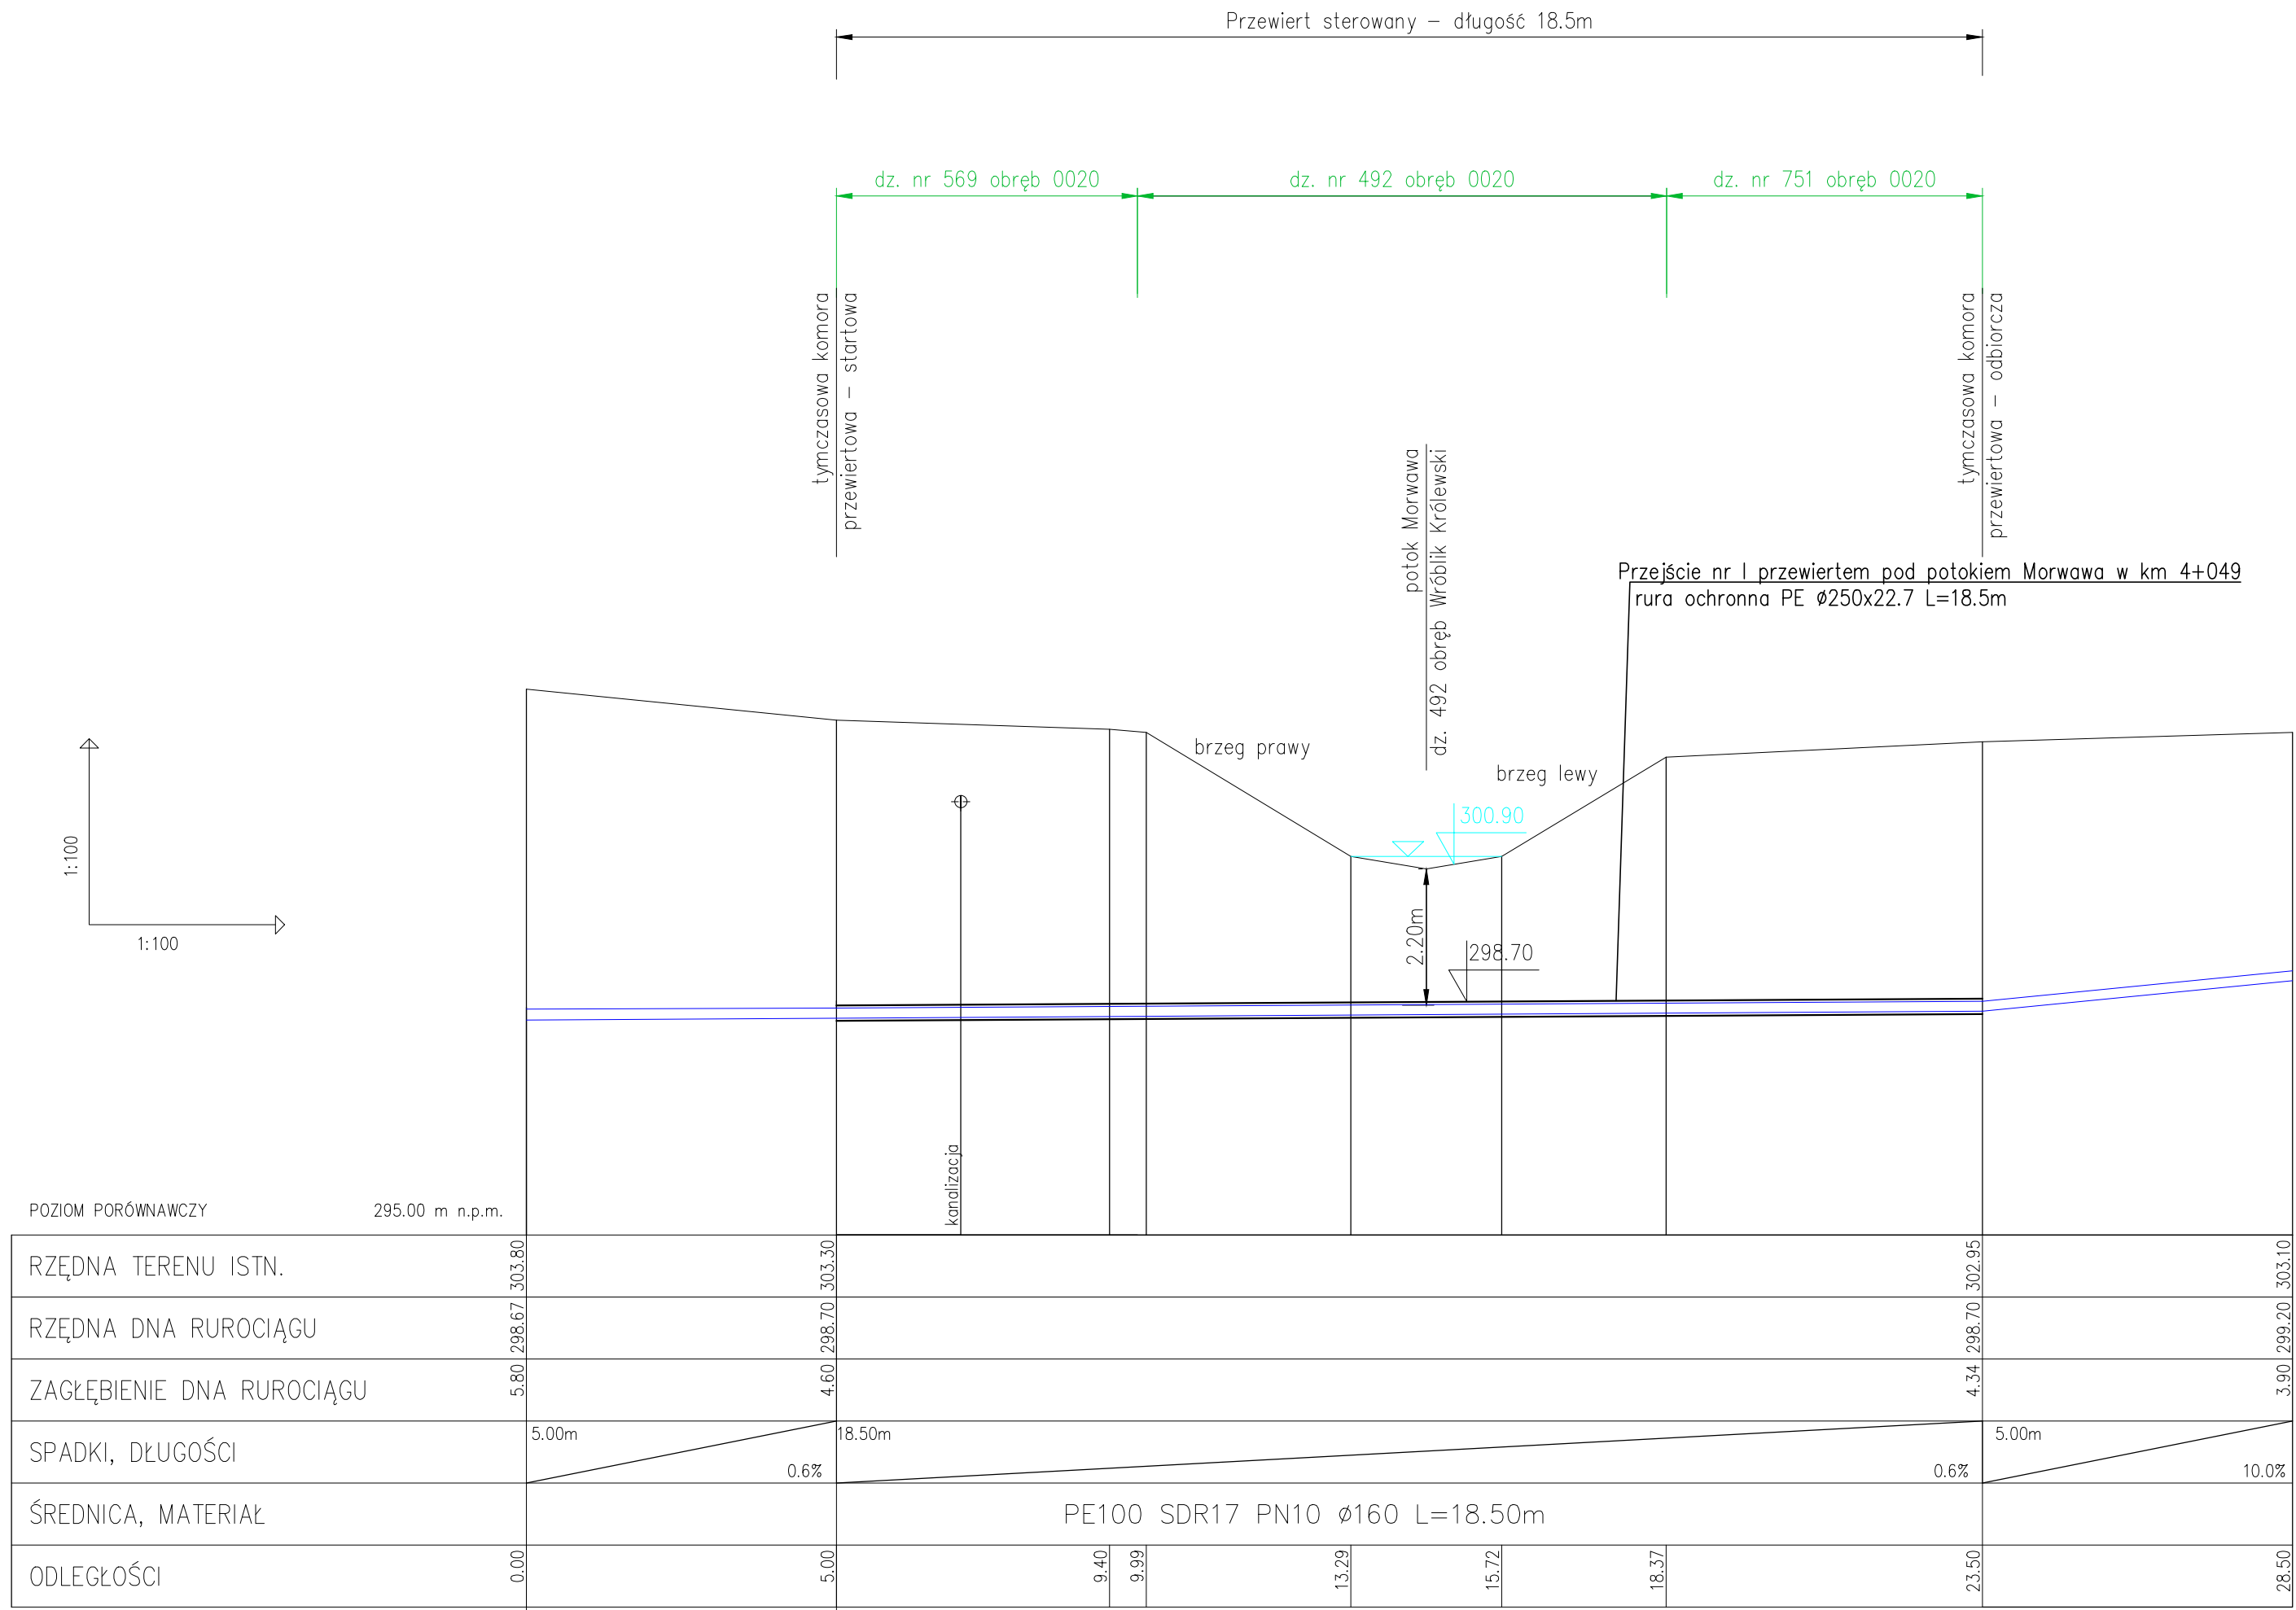 Przewiert sterowany – długość 18.5m
dz. nr 569 obręb 0020
dz. nr 492 obręb 0020
dz. nr 751 obręb 0020
tymczasowa komora
przewiertowa – startowa
tymczasowa komora
przewiertowa – odbiorcza
potok Morwawa
dz. 492 obręb Wróblik Królewski
Przejście nr I przewiertem pod potokiem Morwawa w km 4+049
rura ochronna PE ø250x22.7 L=18.5m
brzeg prawy
brzeg lewy
300.90
2.20m
298.70
1:100
1:100
kanalizacja
POZIOM PORÓWNAWCZY 295.00 m n.p.m.
RZĘDNA TERENU ISTN. 303.80 303.30 302.95 303.10
RZĘDNA DNA RUROCIĄGU 298.67 298.70 298.70 299.20
ZAGŁĘBIENIE DNA RUROCIĄGU 5.80 4.60 4.34 3.90
SPADKI, DŁUGOŚCI 5.00m 0.6% 18.50m 0.6% 5.00m 10.0%
ŚREDNICA, MATERIAŁ PE100 SDR17 PN10 ø160 L=18.50m
ODLEGŁOŚCI 0.00 5.00 9.40 9.99 13.29 15.72 18.37 23.50 28.50